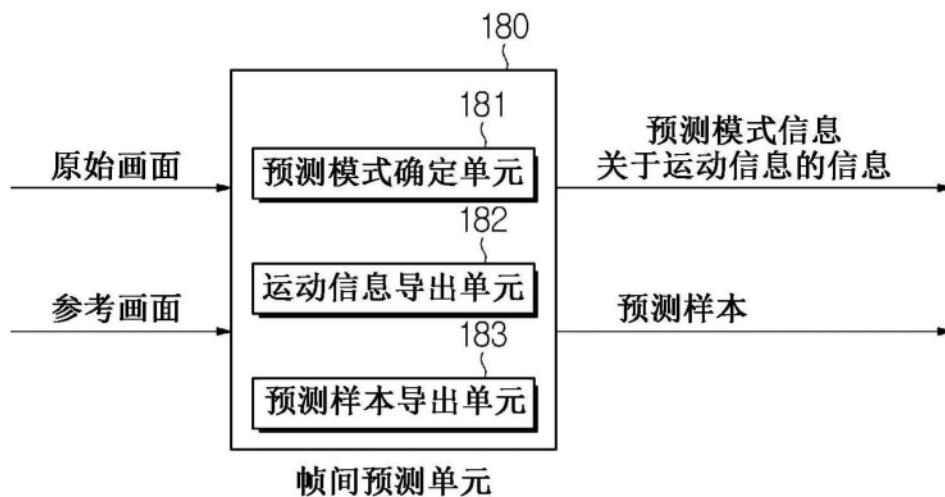 180
181
原始画面
预测模式确定单元
预测模式信息
关于运动信息的信息
182
运动信息导出单元
参考画面
预测样本
183
预测样本导出单元
帧间预测单元